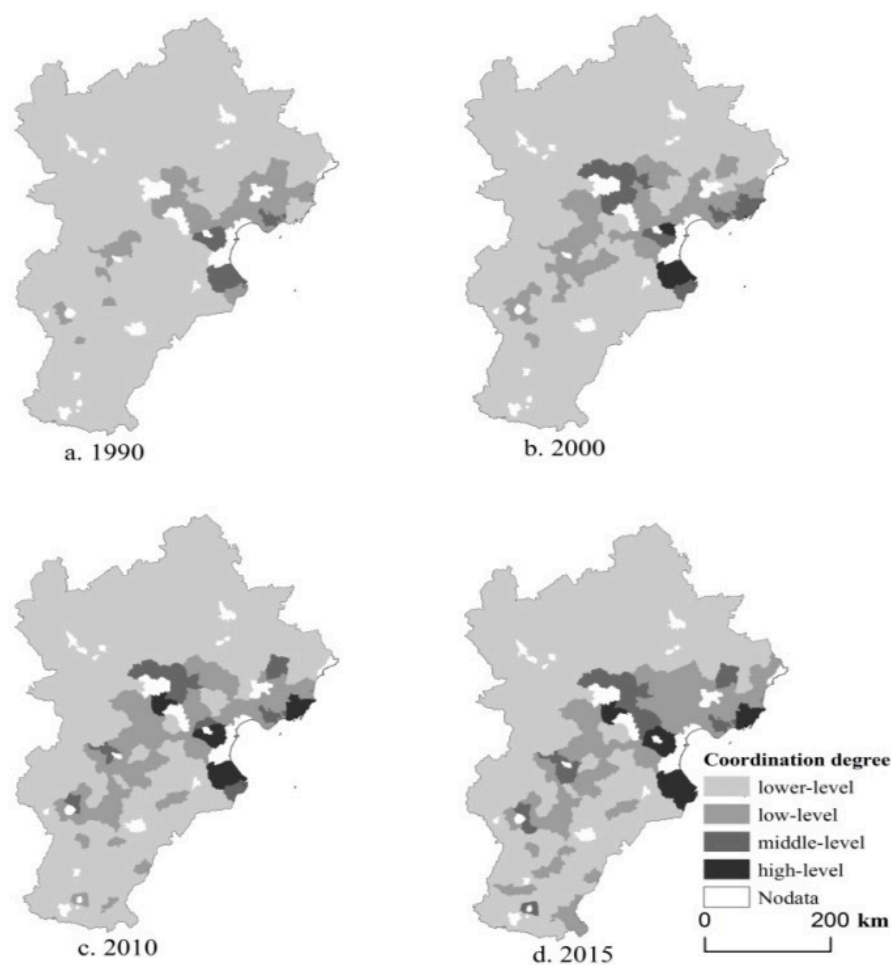 a. 1990
b. 2000
Coordination degree
lower-level
low-level
middle-level
high-level
Nodata
0 200 km
c. 2010
d. 2015